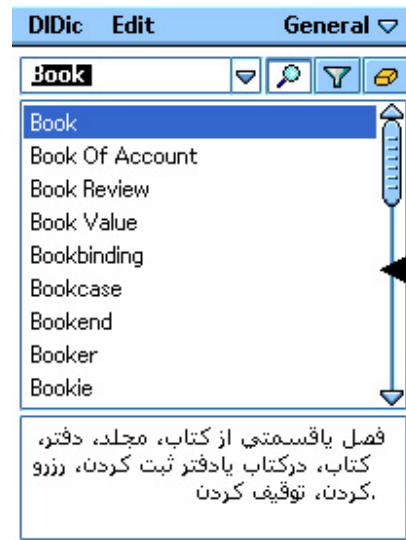 DIDic Edit General
Book
Book
Book Of Account
Book Review
Book Value
Bookbinding
Bookcase
Bookend
Booker
Bookie
فصل یاقسمتی از کتاب، مجلد، دفتر،
کتاب، درکتاب یادفتر ثبت کردن، رزرو
کردن، توقیف کردن.